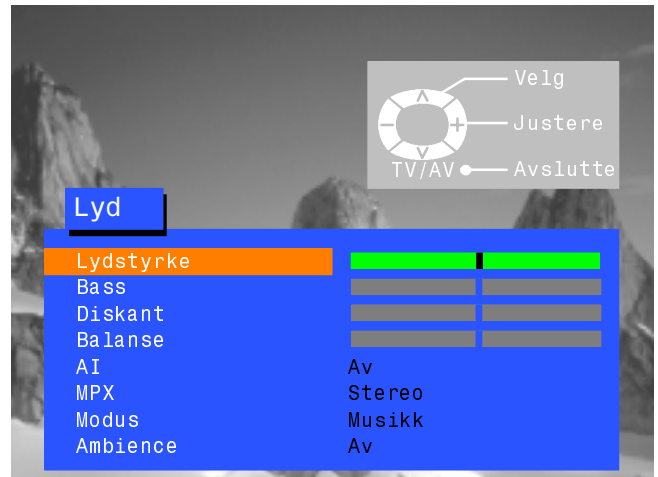 Velg
Justere
TV/AV Avslutte
Lyd
Lydstyrke
Bass
Diskant
Balanse
AI Av
MPX Stereo
Modus Musikk
Ambience Av